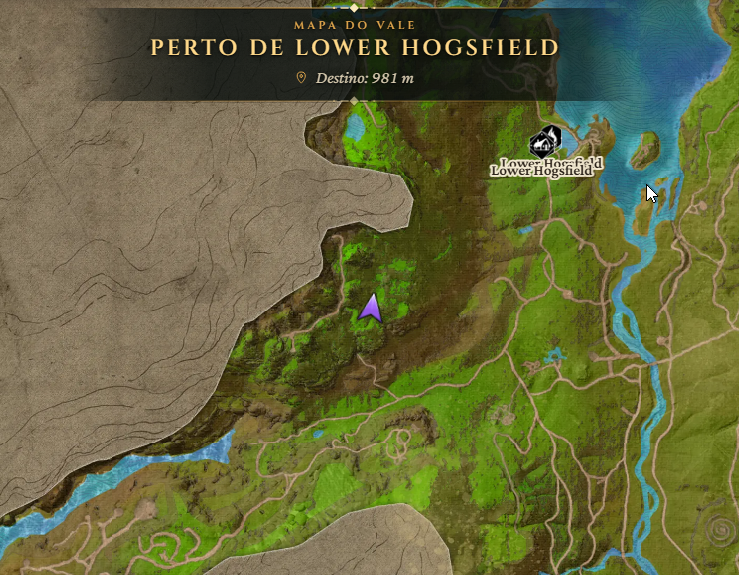 MAPA DO VALE
PERTO DE LOWER HOGSFIELD
Destino: 981 m
Lower Hogsfield
Lower Hogsfield